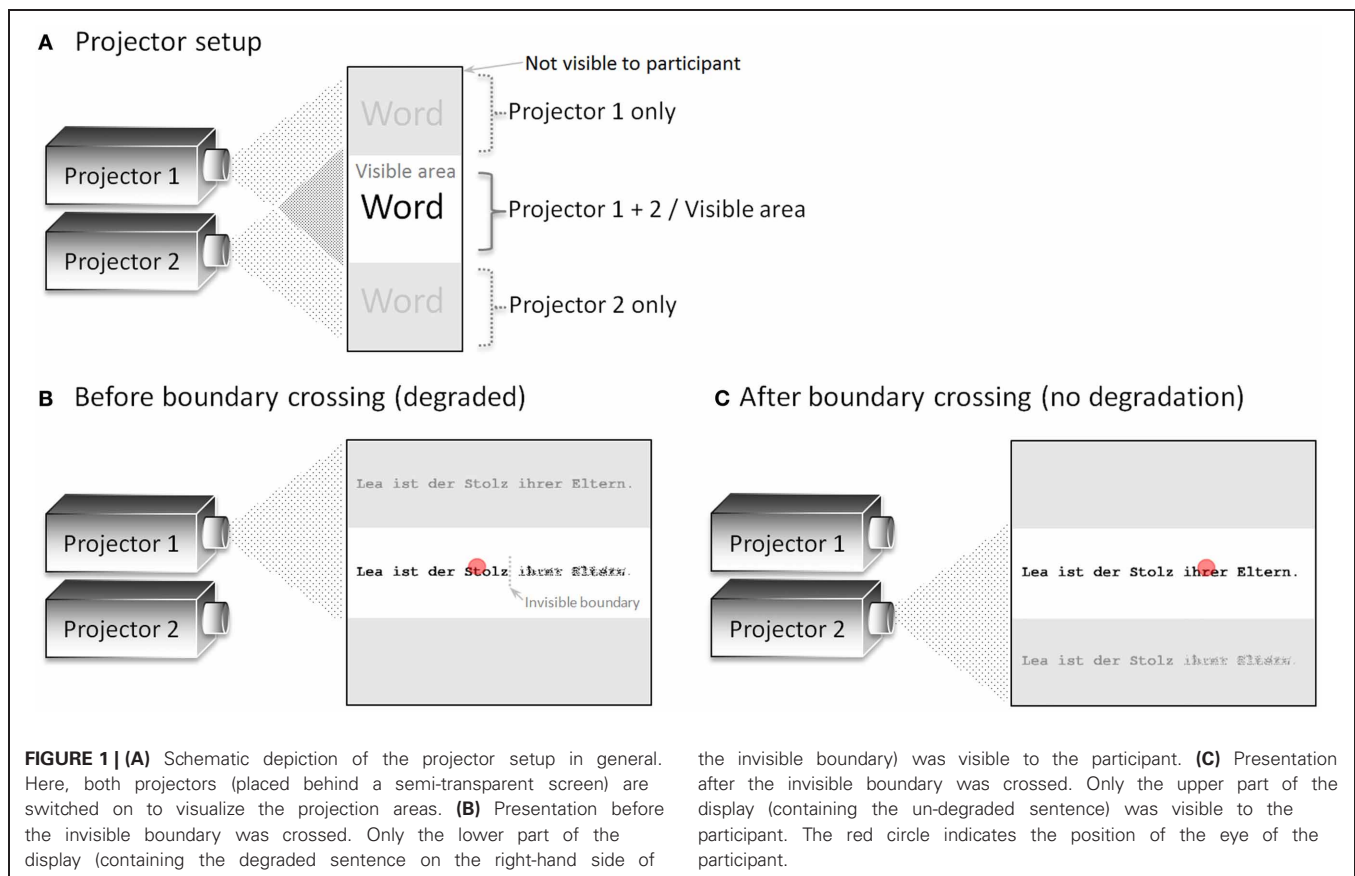 A Projector setup
Not visible to participant
Word
Projector 1 only
Projector 1
Visible area
Word
Projector 1 + 2 / Visible area
Projector 2
Word
Projector 2 only
B Before boundary crossing (degraded)
Projector 1
Projector 2
Lea ist der Stolz ihrer Eltern.
Lea ist der Stolz ihrer Eltern.
Invisible boundary
C After boundary crossing (no degradation)
Projector 1
Projector 2
Lea ist der Stolz ihrer Eltern.
Lea ist der Stolz ihrer Eltern.
FIGURE 1 | (A) Schematic depiction of the projector setup in general.
Here, both projectors (placed behind a semi-transparent screen) are
switched on to visualize the projection areas. (B) Presentation before
the invisible boundary was crossed. Only the lower part of the
display (containing the degraded sentence on the right-hand side of
the invisible boundary) was visible to the participant. (C) Presentation
after the invisible boundary was crossed. Only the upper part of the
display (containing the un-degraded sentence) was visible to the
participant. The red circle indicates the position of the eye of the
participant.